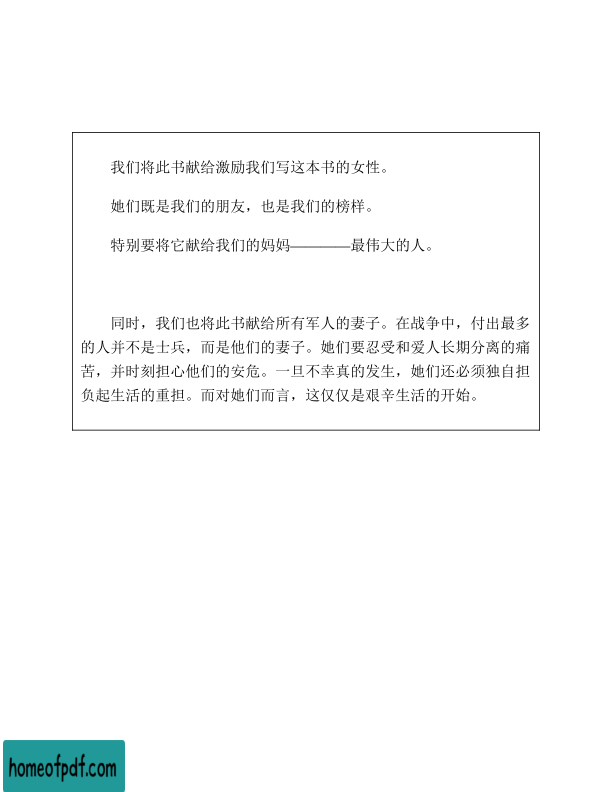 我们将此书献给激励我们写这本书的女性。
她们既是我们的朋友，也是我们的榜样。
特别要将它献给我们的妈妈————最伟大的人。
同时，我们也将此书献给所有军人的妻子。在战争中，付出最多
的人并不是士兵，而是他们的妻子。她们要忍受和爱人长期分离的痛
苦，并时刻担心他们的安危。一旦不幸真的发生，她们还必须独自担
负起生活的重担。而对她们而言，这仅仅是艰辛生活的开始。
homeofpdf.com